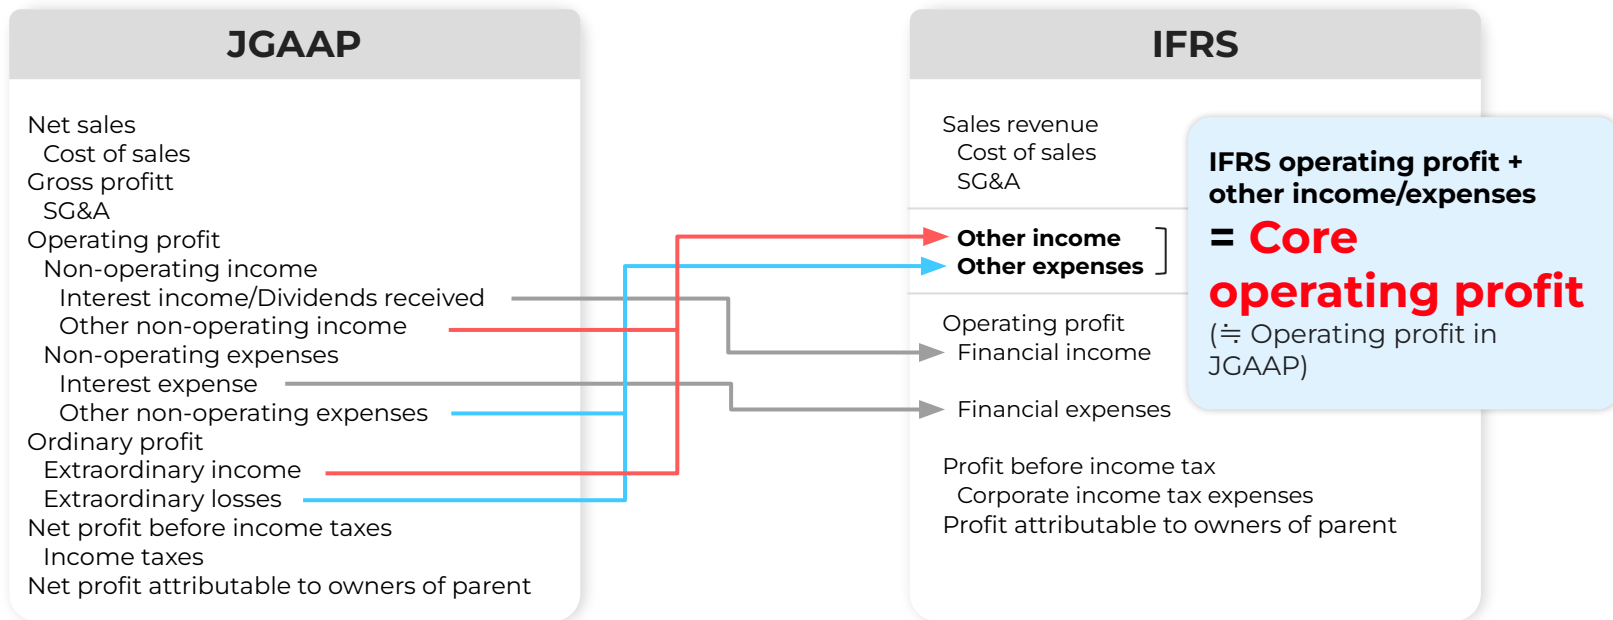 JGAAP
Net sales
Cost of sales
Gross profitt
SG&A
Operating profit
Non-operating income
Interest income/Dividends received
Other non-operating income
Non-operating expenses
Interest expense
Other non-operating expenses
Ordinary profit
Extraordinary income
Extraordinary losses
Net profit before income taxes
Income taxes
Net profit attributable to owners of parent
IFRS
Sales revenue
Cost of sales
SG&A
Other income
Other expenses
Operating profit
Financial income
Financial expenses
Profit before income tax
Corporate income tax expenses
Profit attributable to owners of parent
IFRS operating profit +
other income/expenses
= Core
operating profit
(≒ Operating profit in
JGAAP)